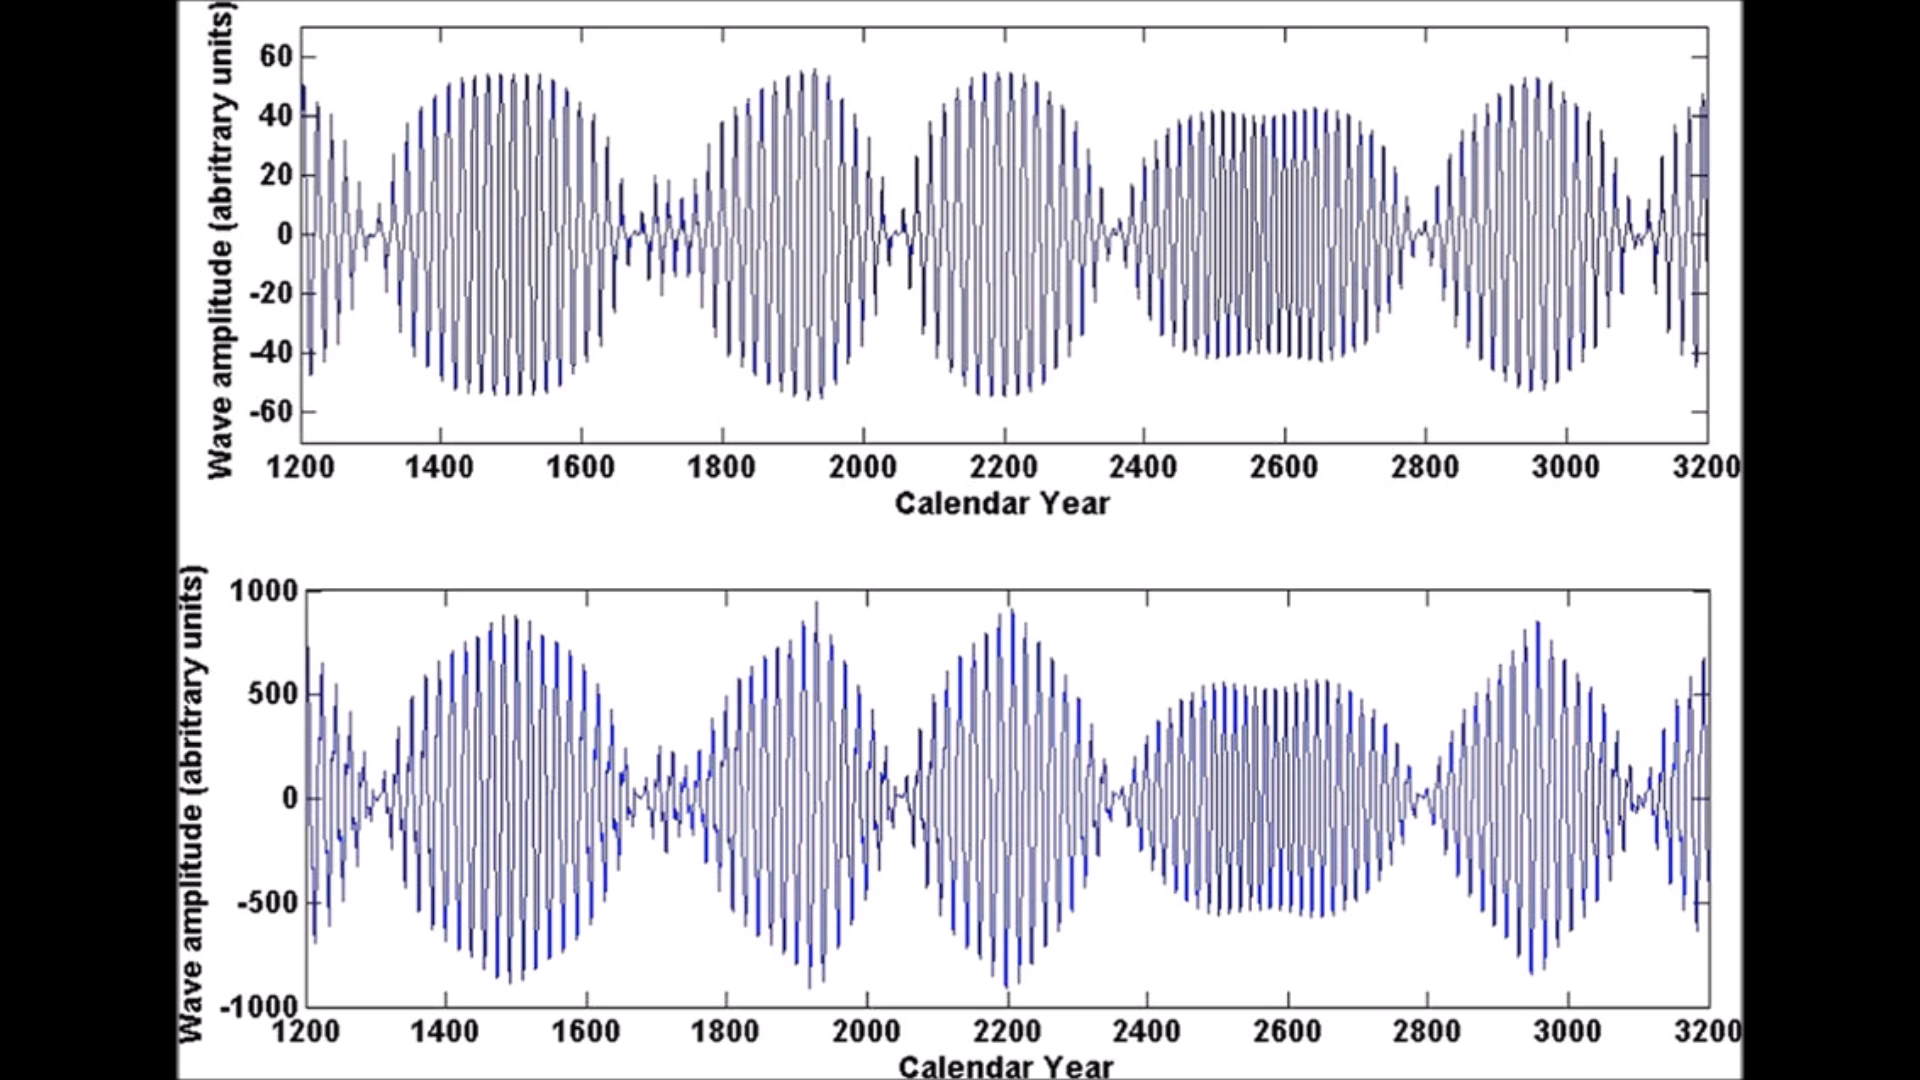 Wave amplitude (abritrary units)
60
40
20
0
-20
-40
-60
1200 1400 1600 1800 2000 2200 2400 2600 2800 3000 3200
Calendar Year
Wave amplitude (abritrary units)
1000
500
0
-500
-1000
1200 1400 1600 1800 2000 2200 2400 2600 2800 3000 3200
Calendar Year